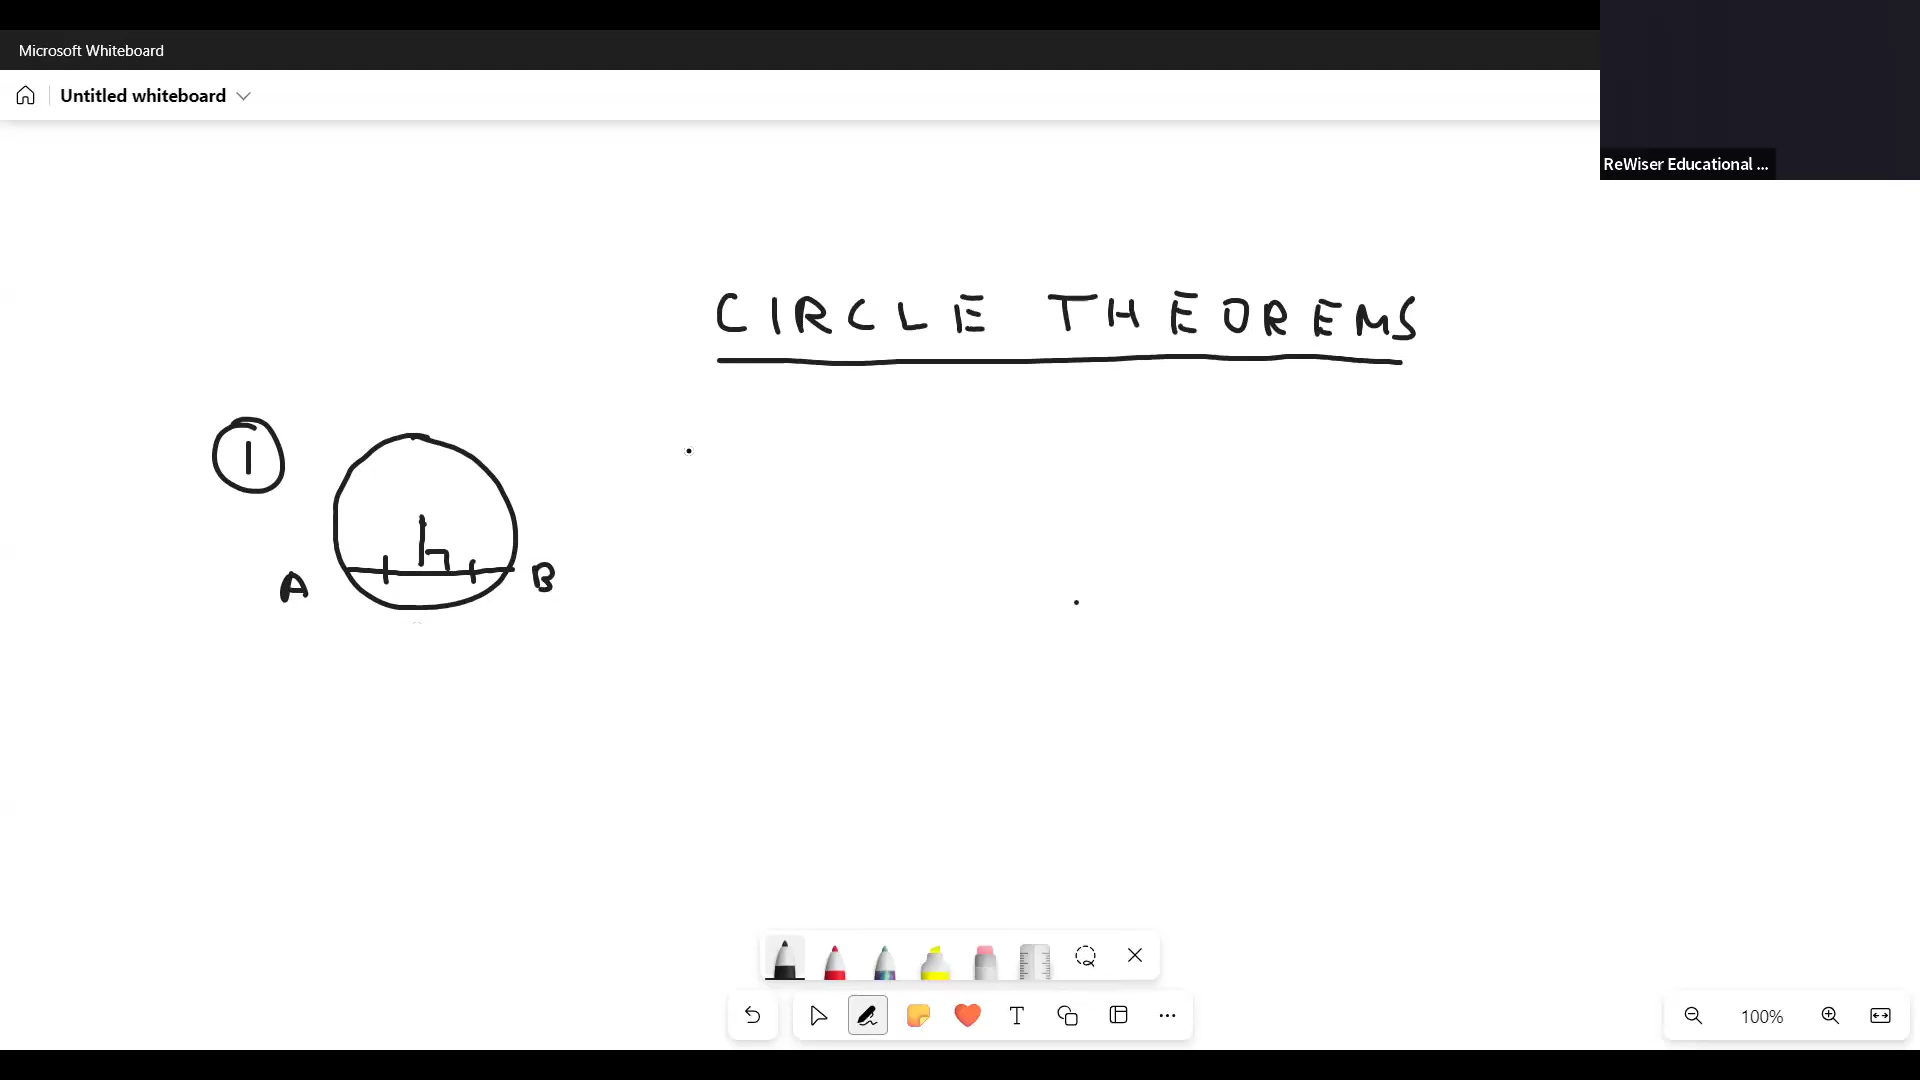 Microsoft Whiteboard
Untitled whiteboard
ReWiser Educational ...
CIRCLE THEOREMS
1
A
B
100%